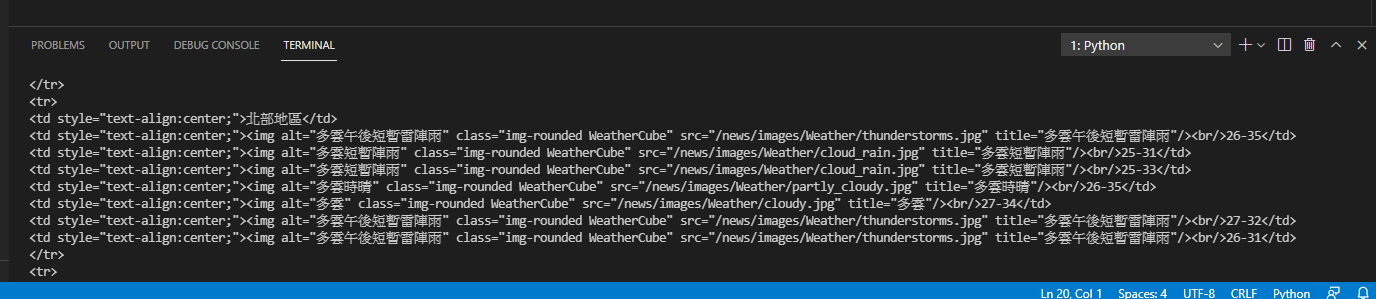 PROBLEMS OUTPUT DEBUG CONSOLE TERMINAL 1: Python
</tr>
<tr>
<td style="text-align:center;">北部地區</td>
<td style="text-align:center;"><img alt="多雲午後短暫雷陣雨" class="img-rounded WeatherCube" src="/news/images/Weather/thunderstorms.jpg" title="多雲午後短暫雷陣雨"/><br/>26-35</td>
<td style="text-align:center;"><img alt="多雲短暫陣雨" class="img-rounded WeatherCube" src="/news/images/Weather/cloud_rain.jpg" title="多雲短暫陣雨"/><br/>25-31</td>
<td style="text-align:center;"><img alt="多雲短暫陣雨" class="img-rounded WeatherCube" src="/news/images/Weather/cloud_rain.jpg" title="多雲短暫陣雨"/><br/>25-33</td>
<td style="text-align:center;"><img alt="多雲時晴" class="img-rounded WeatherCube" src="/news/images/Weather/partly_cloudy.jpg" title="多雲時晴"/><br/>26-35</td>
<td style="text-align:center;"><img alt="多雲" class="img-rounded WeatherCube" src="/news/images/Weather/cloudy.jpg" title="多雲"/><br/>27-34</td>
<td style="text-align:center;"><img alt="多雲午後短暫雷陣雨" class="img-rounded WeatherCube" src="/news/images/Weather/thunderstorms.jpg" title="多雲午後短暫雷陣雨"/><br/>27-32</td>
<td style="text-align:center;"><img alt="多雲午後短暫雷陣雨" class="img-rounded WeatherCube" src="/news/images/Weather/thunderstorms.jpg" title="多雲午後短暫雷陣雨"/><br/>26-31</td>
</tr>
<tr>
Ln 20, Col 1 Spaces: 4 UTF-8 CRLF Python